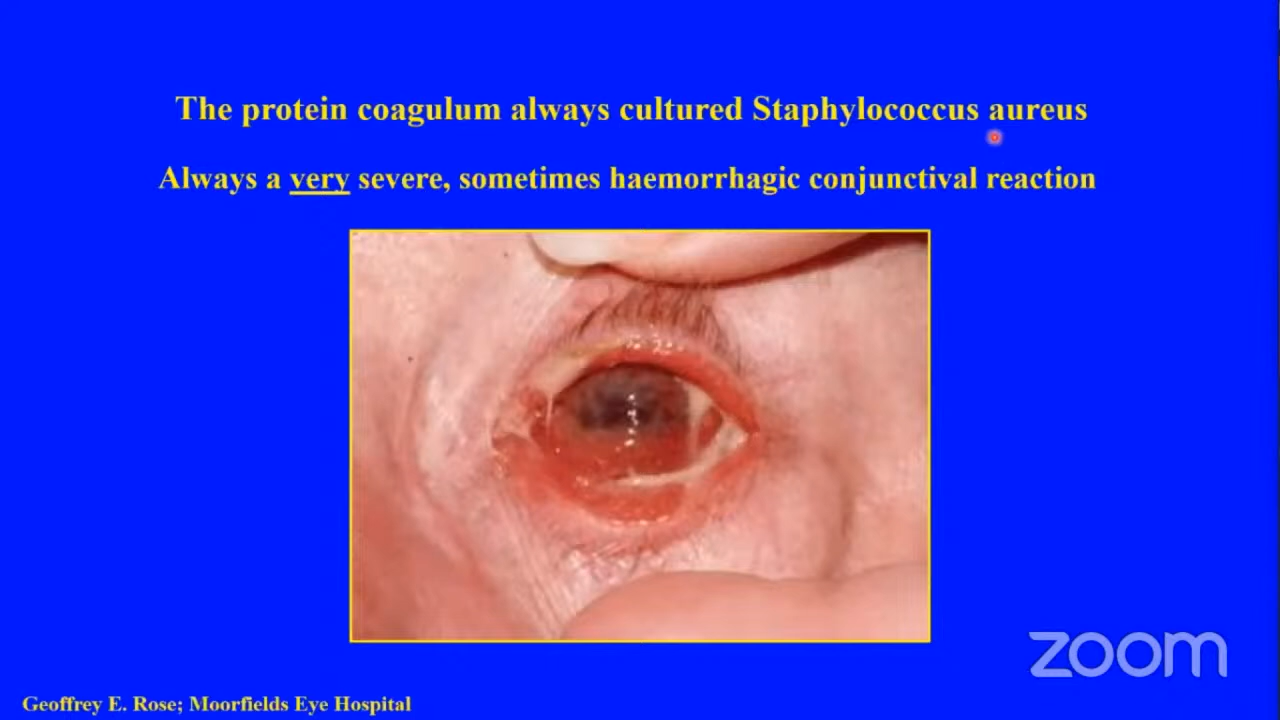 The protein coagulum always cultured Staphylococcus aureus
Always a very severe, sometimes haemorrhagic conjunctival reaction
zoom
Geoffrey E. Rose; Moorfields Eye Hospital